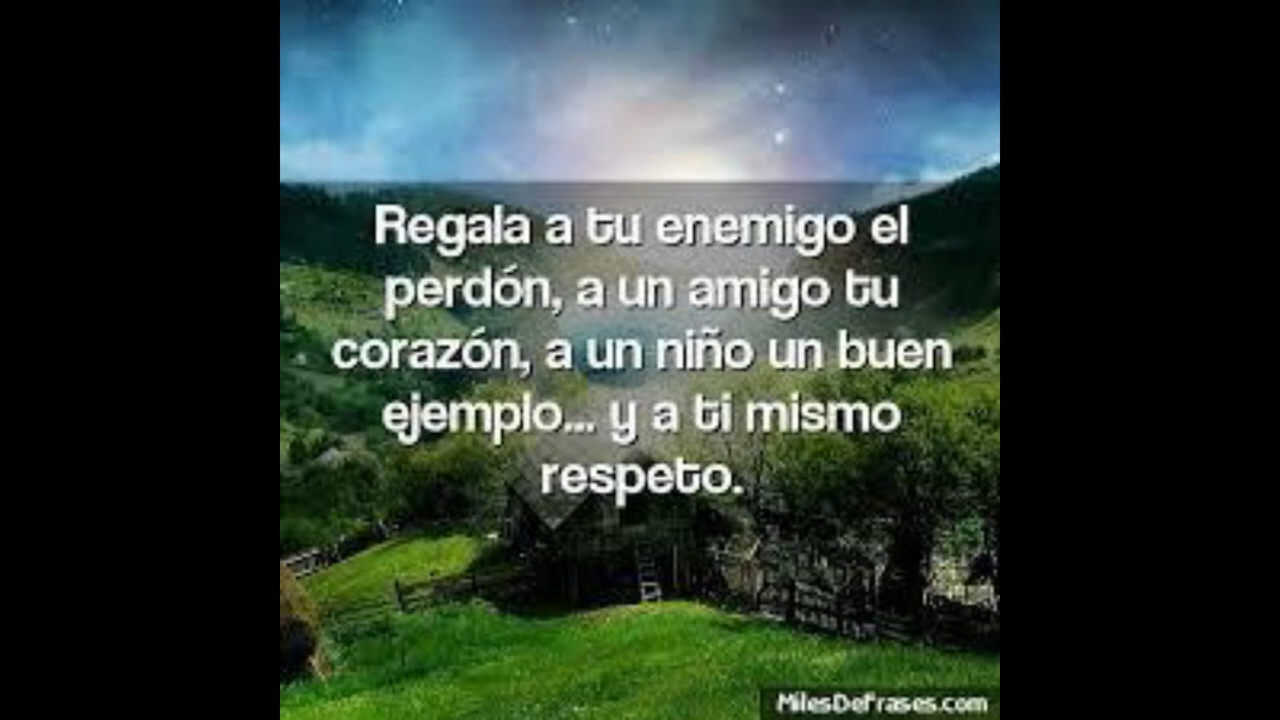 Regala a tu enemigo el
perdón, a un amigo tu
corazón, a un niño un buen
ejemplo... y a ti mismo
respeto.
MilesDeFrases.com